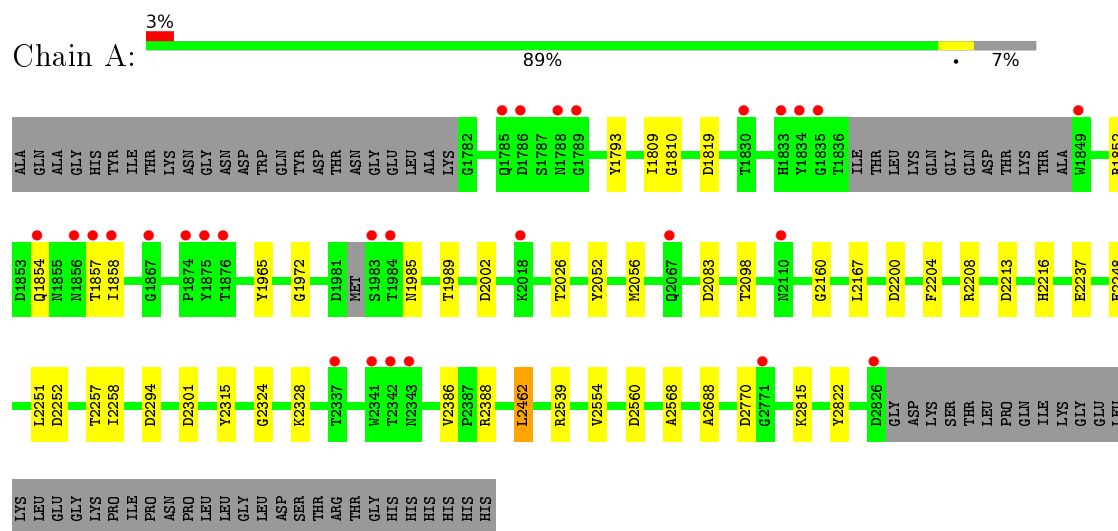 3%
Chain A:
89% • 7%
ALA GLN ALA GLY HIS TYR ILE THR LYS ASN GLY ASN ASP TRP GLN TYR ASP THR ASN GLY GLU LEU ALA LYS G1782 Q1785 D1786 S1787 N1788 G1789 Y1793 I1809 G1810 D1819 T1830 H1833 Y1834 G1835 T1836 ILE THR LEU LYS GLN GLY GLN ASP THR LYS THR ALA W1849 R1852
D1853 Q1854 N1855 N1856 T1857 I1858 G1867 P1874 Y1875 T1876 Y1965 G1972 D1981 MET S1983 T1984 N1985 T1989 D2002 K2018 T2026 Y2052 M2056 Q2067 D2083 T2098 N2110 G2160 L2167 D2200 F2204 R2208 D2213 H2216 E2237
L2251 D2252 T2257 I2258 D2294 D2301 Y2315 G2324 K2328 T2337 W2341 T2342 N2343 V2386 P2387 R2388 L2462 R2539 V2554 D2560 A2568 A2688 D2770 G2771 K2815 Y2822 D2826 GLY ASP LYS SER THR LEU PRO GLN ILE LYS GLY GLU LEU
LYS LEU GLU GLY LYS PRO ILE PRO ASN PRO LEU LEU GLY LEU ASP SER THR ARG THR GLY HIS HIS HIS HIS HIS HIS